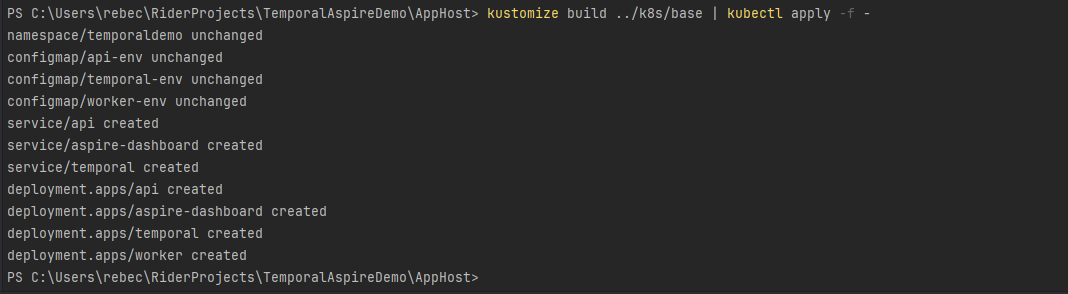 PS C:\Users\rebec\RiderProjects\TemporalAspireDemo\AppHost> kustomize build ../k8s/base | kubectl apply -f -
namespace/temporaldemo unchanged
configmap/api-env unchanged
configmap/temporal-env unchanged
configmap/worker-env unchanged
service/api created
service/aspire-dashboard created
service/temporal created
deployment.apps/api created
deployment.apps/aspire-dashboard created
deployment.apps/temporal created
deployment.apps/worker created
PS C:\Users\rebec\RiderProjects\TemporalAspireDemo\AppHost>